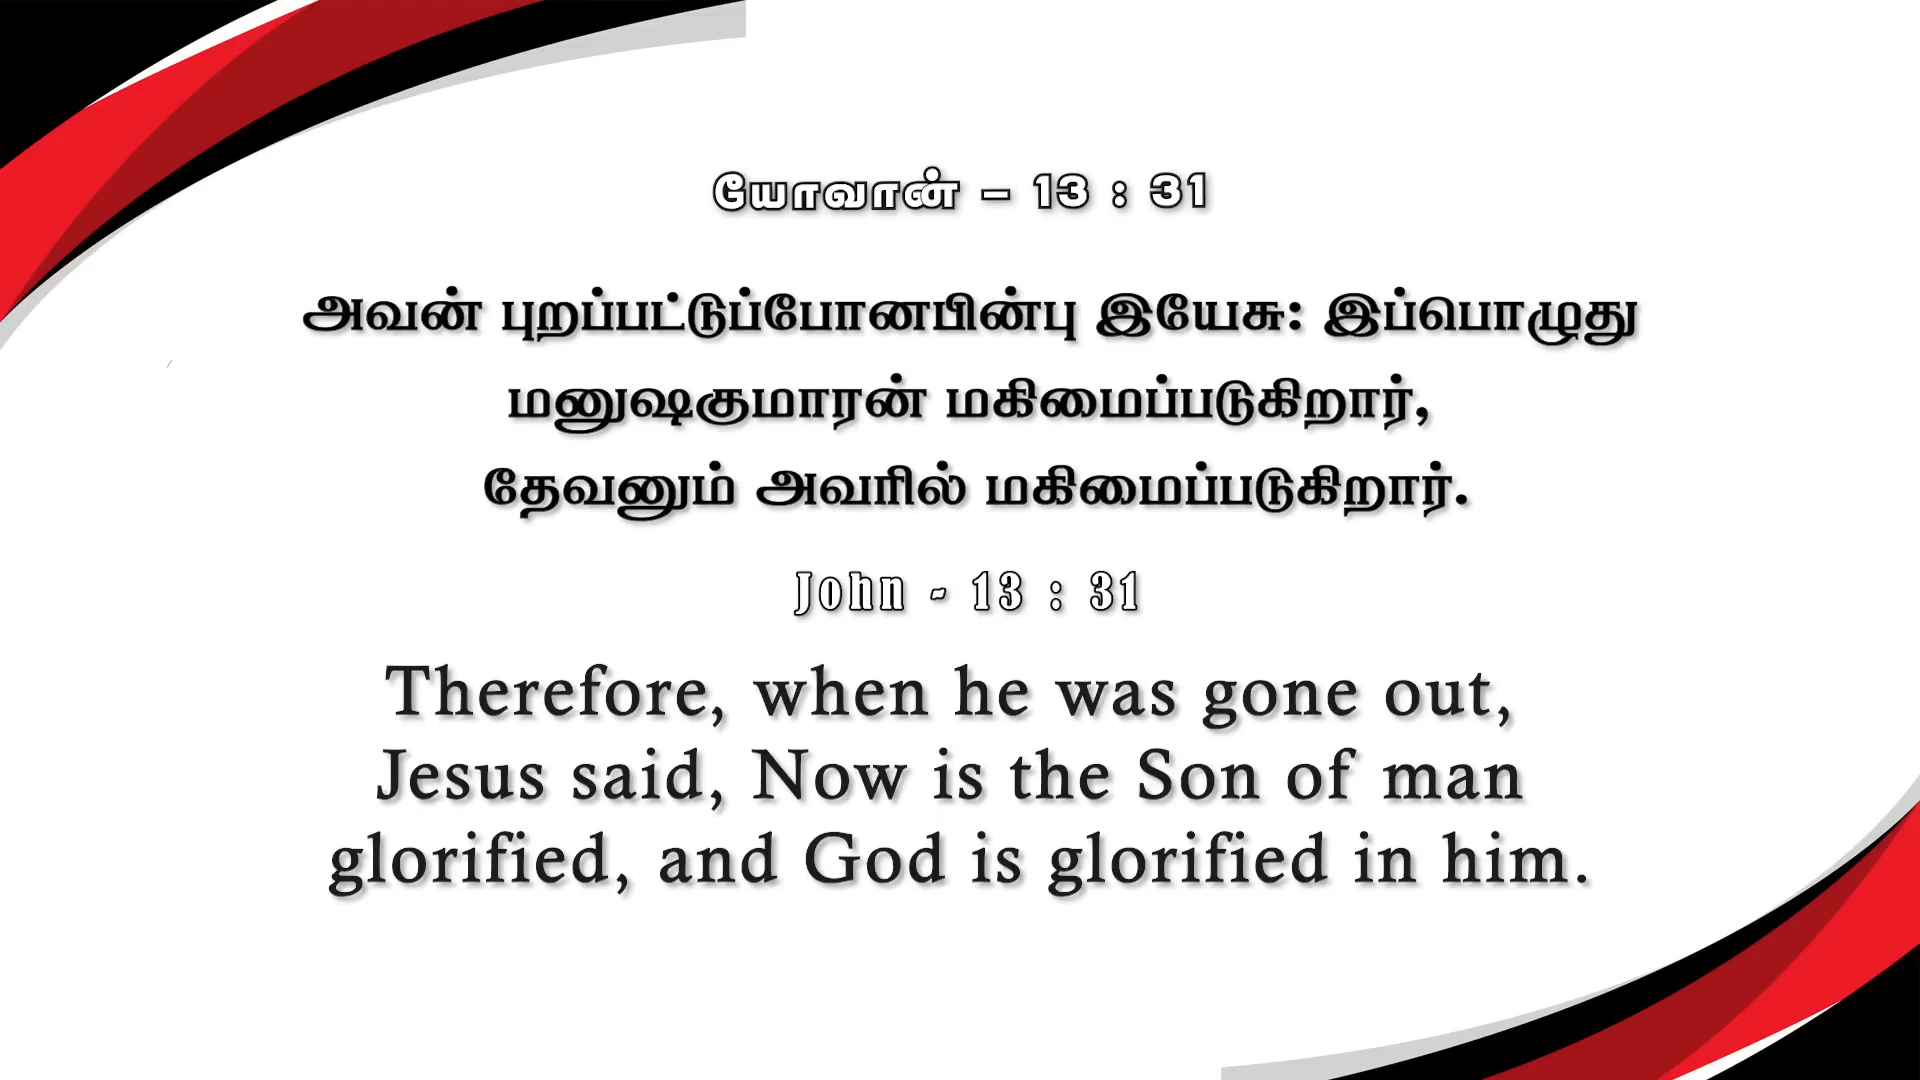 யோவான் – 13 : 31
அவன் புறப்பட்டுப்போனபின்பு இயேசு: இப்பொழுது
மனுஷகுமாரன் மகிமைப்படுகிறார்,
தேவனும் அவரில் மகிமைப்படுகிறார்.
John - 13 : 31
Therefore, when he was gone out,
Jesus said, Now is the Son of man
glorified, and God is glorified in him.